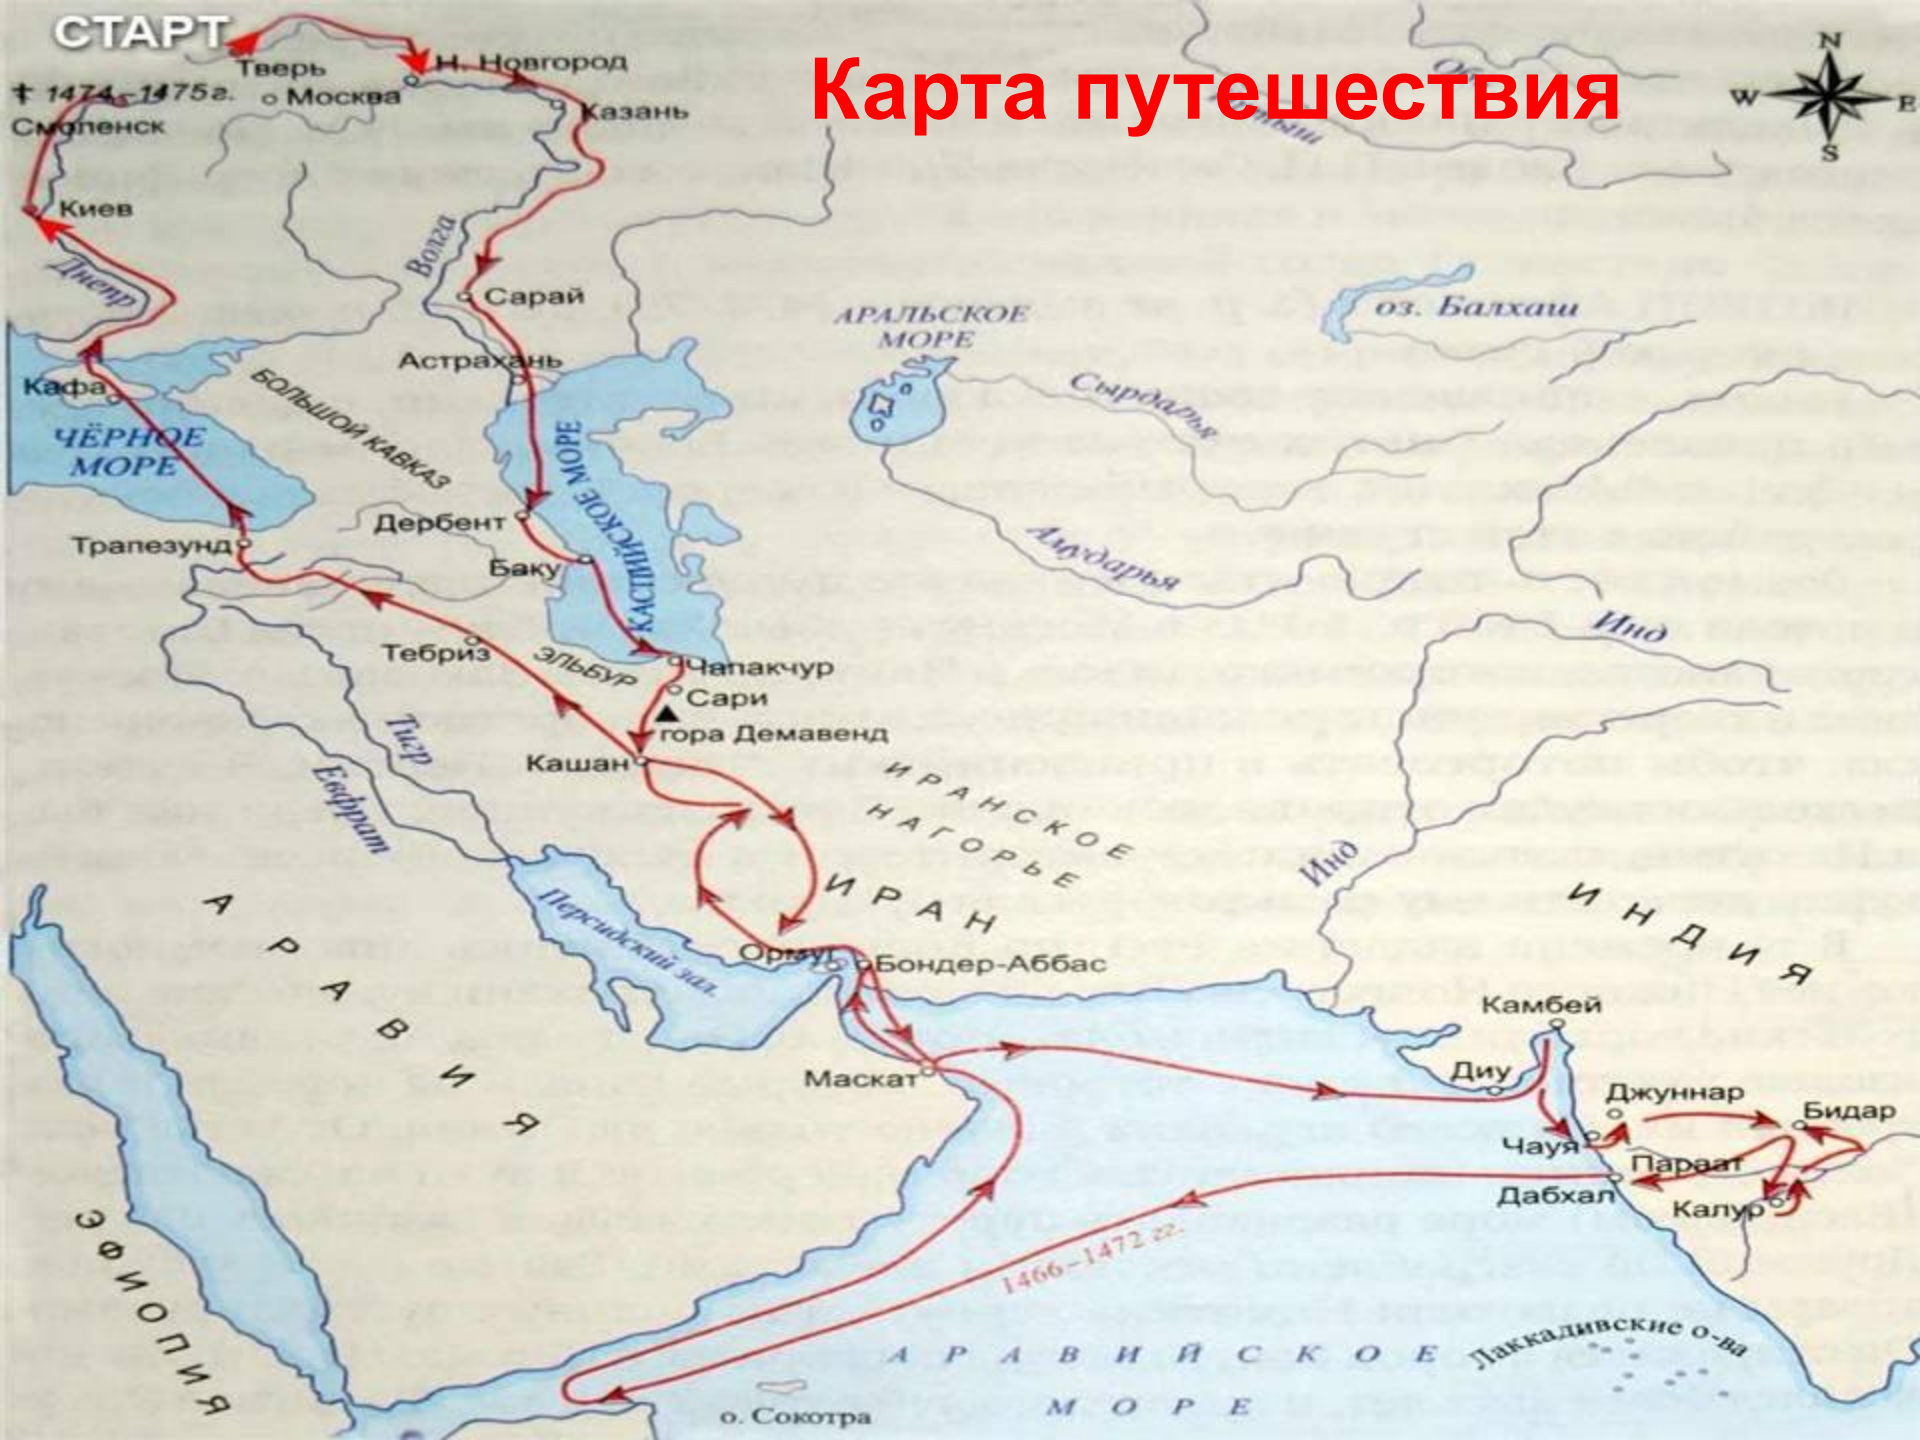 СТАРТ
Карта путешествия
N
W
E
S
Тверь
Н. Новгород
† 1474–1475 г.
Москва
Казань
Смоленск
Киев
Волга
Днепр
Сарай
Астрахань
Кафа
БОЛЬШОЙ КАВКАЗ
ЧЁРНОЕ
МОРЕ
АРАЛЬСКОЕ
МОРЕ
оз. Балхаш
Сырдарья
Амударья
КАСПИЙСКОЕ МОРЕ
Дербент
Трапезунд
Баку
Тебриз
ЭЛЬБУР
Чапакчур
Сари
гора Демавенд
Кашан
Тигр
Евфрат
Инд
ИРАНСКОЕ
НАГОРЬЕ
ИРАН
Инд
ИНДИЯ
АРАВИЯ
Персидский зал.
Ормуз
Бондер-Аббас
Маскат
Камбей
Диу
Джуннар
Бидар
Чауя
Параат
Дабхал
Калур
1466–1472 гг.
ЭФИОПИЯ
АРАВИЙСКОЕ
МОРЕ
Лаккадивские о-ва
о. Сокотра